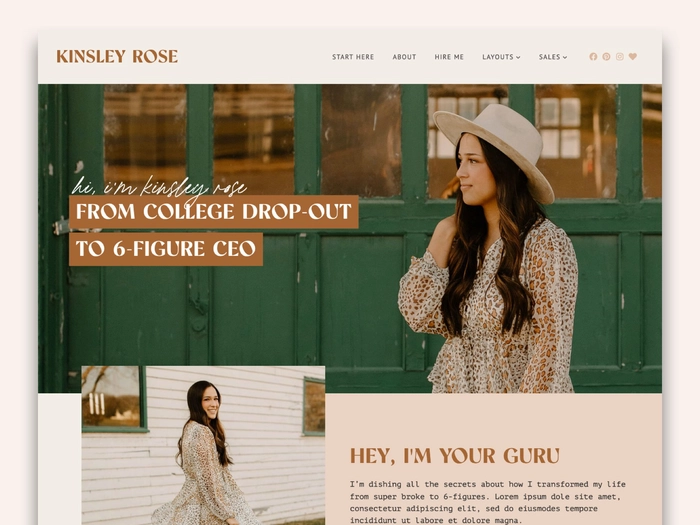 KINSLEY ROSE
START HERE
ABOUT
HIRE ME
LAYOUTS
SALES
hi, i'm kinsley rose
FROM COLLEGE DROP-OUT
TO 6-FIGURE CEO
HEY, I'M YOUR GURU
I'm dishing all the secrets about how I transformed my life
from super broke to 6-figures. Lorem ipsum dole site amet,
consectetur adipiscing elit, sed do eiusmodes tempor
incididunt ut labore et dolore magna.